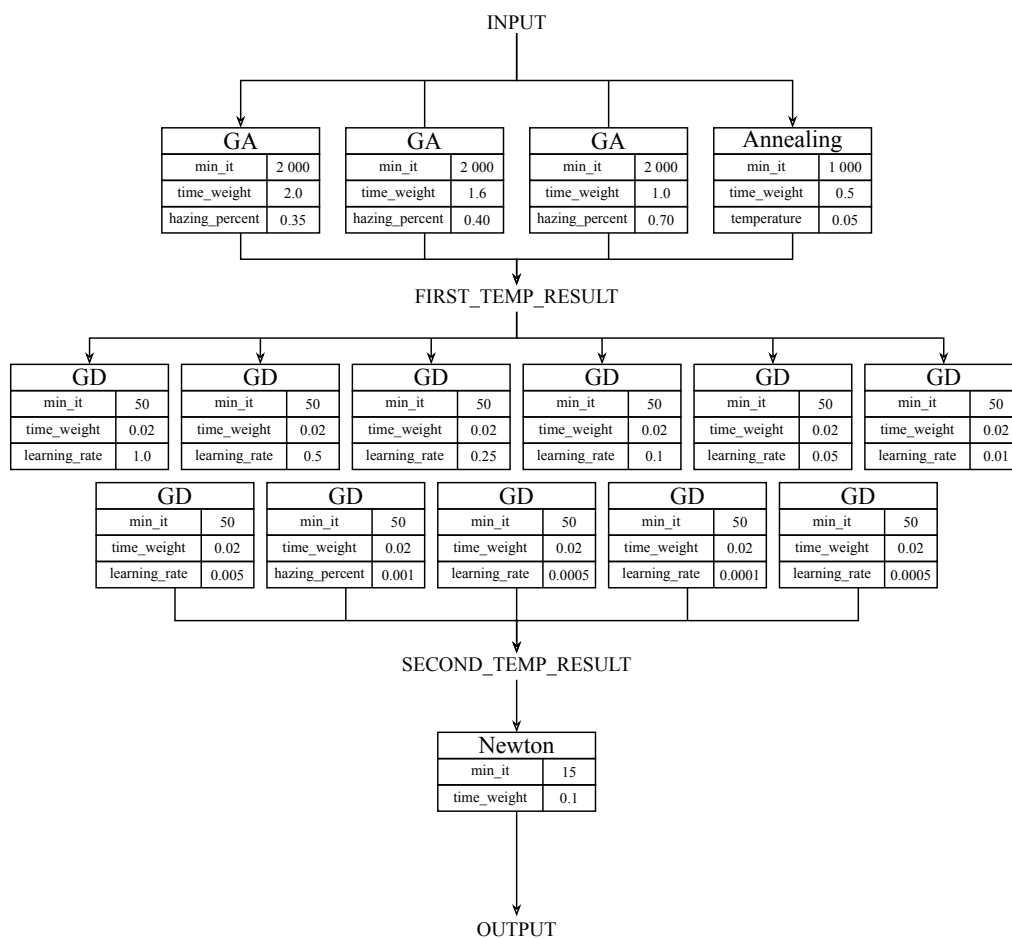 INPUT
GA GA GA Annealing
min_it 2 000 min_it 2 000 min_it 2 000 min_it 1 000
time_weight 2.0 time_weight 1.6 time_weight 1.0 time_weight 0.5
hazing_percent 0.35 hazing_percent 0.40 hazing_percent 0.70 temperature 0.05
FIRST_TEMP_RESULT
GD GD GD GD GD GD
min_it 50 min_it 50 min_it 50 min_it 50 min_it 50 min_it 50
time_weight 0.02 time_weight 0.02 time_weight 0.02 time_weight 0.02 time_weight 0.02 time_weight 0.02
learning_rate 1.0 learning_rate 0.5 learning_rate 0.25 learning_rate 0.1 learning_rate 0.05 learning_rate 0.01
GD GD GD GD GD
min_it 50 min_it 50 min_it 50 min_it 50 min_it 50
time_weight 0.02 time_weight 0.02 time_weight 0.02 time_weight 0.02 time_weight 0.02
learning_rate 0.005 hazing_percent 0.001 learning_rate 0.0005 learning_rate 0.0001 learning_rate 0.0005
SECOND_TEMP_RESULT
Newton
min_it 15
time_weight 0.1
OUTPUT